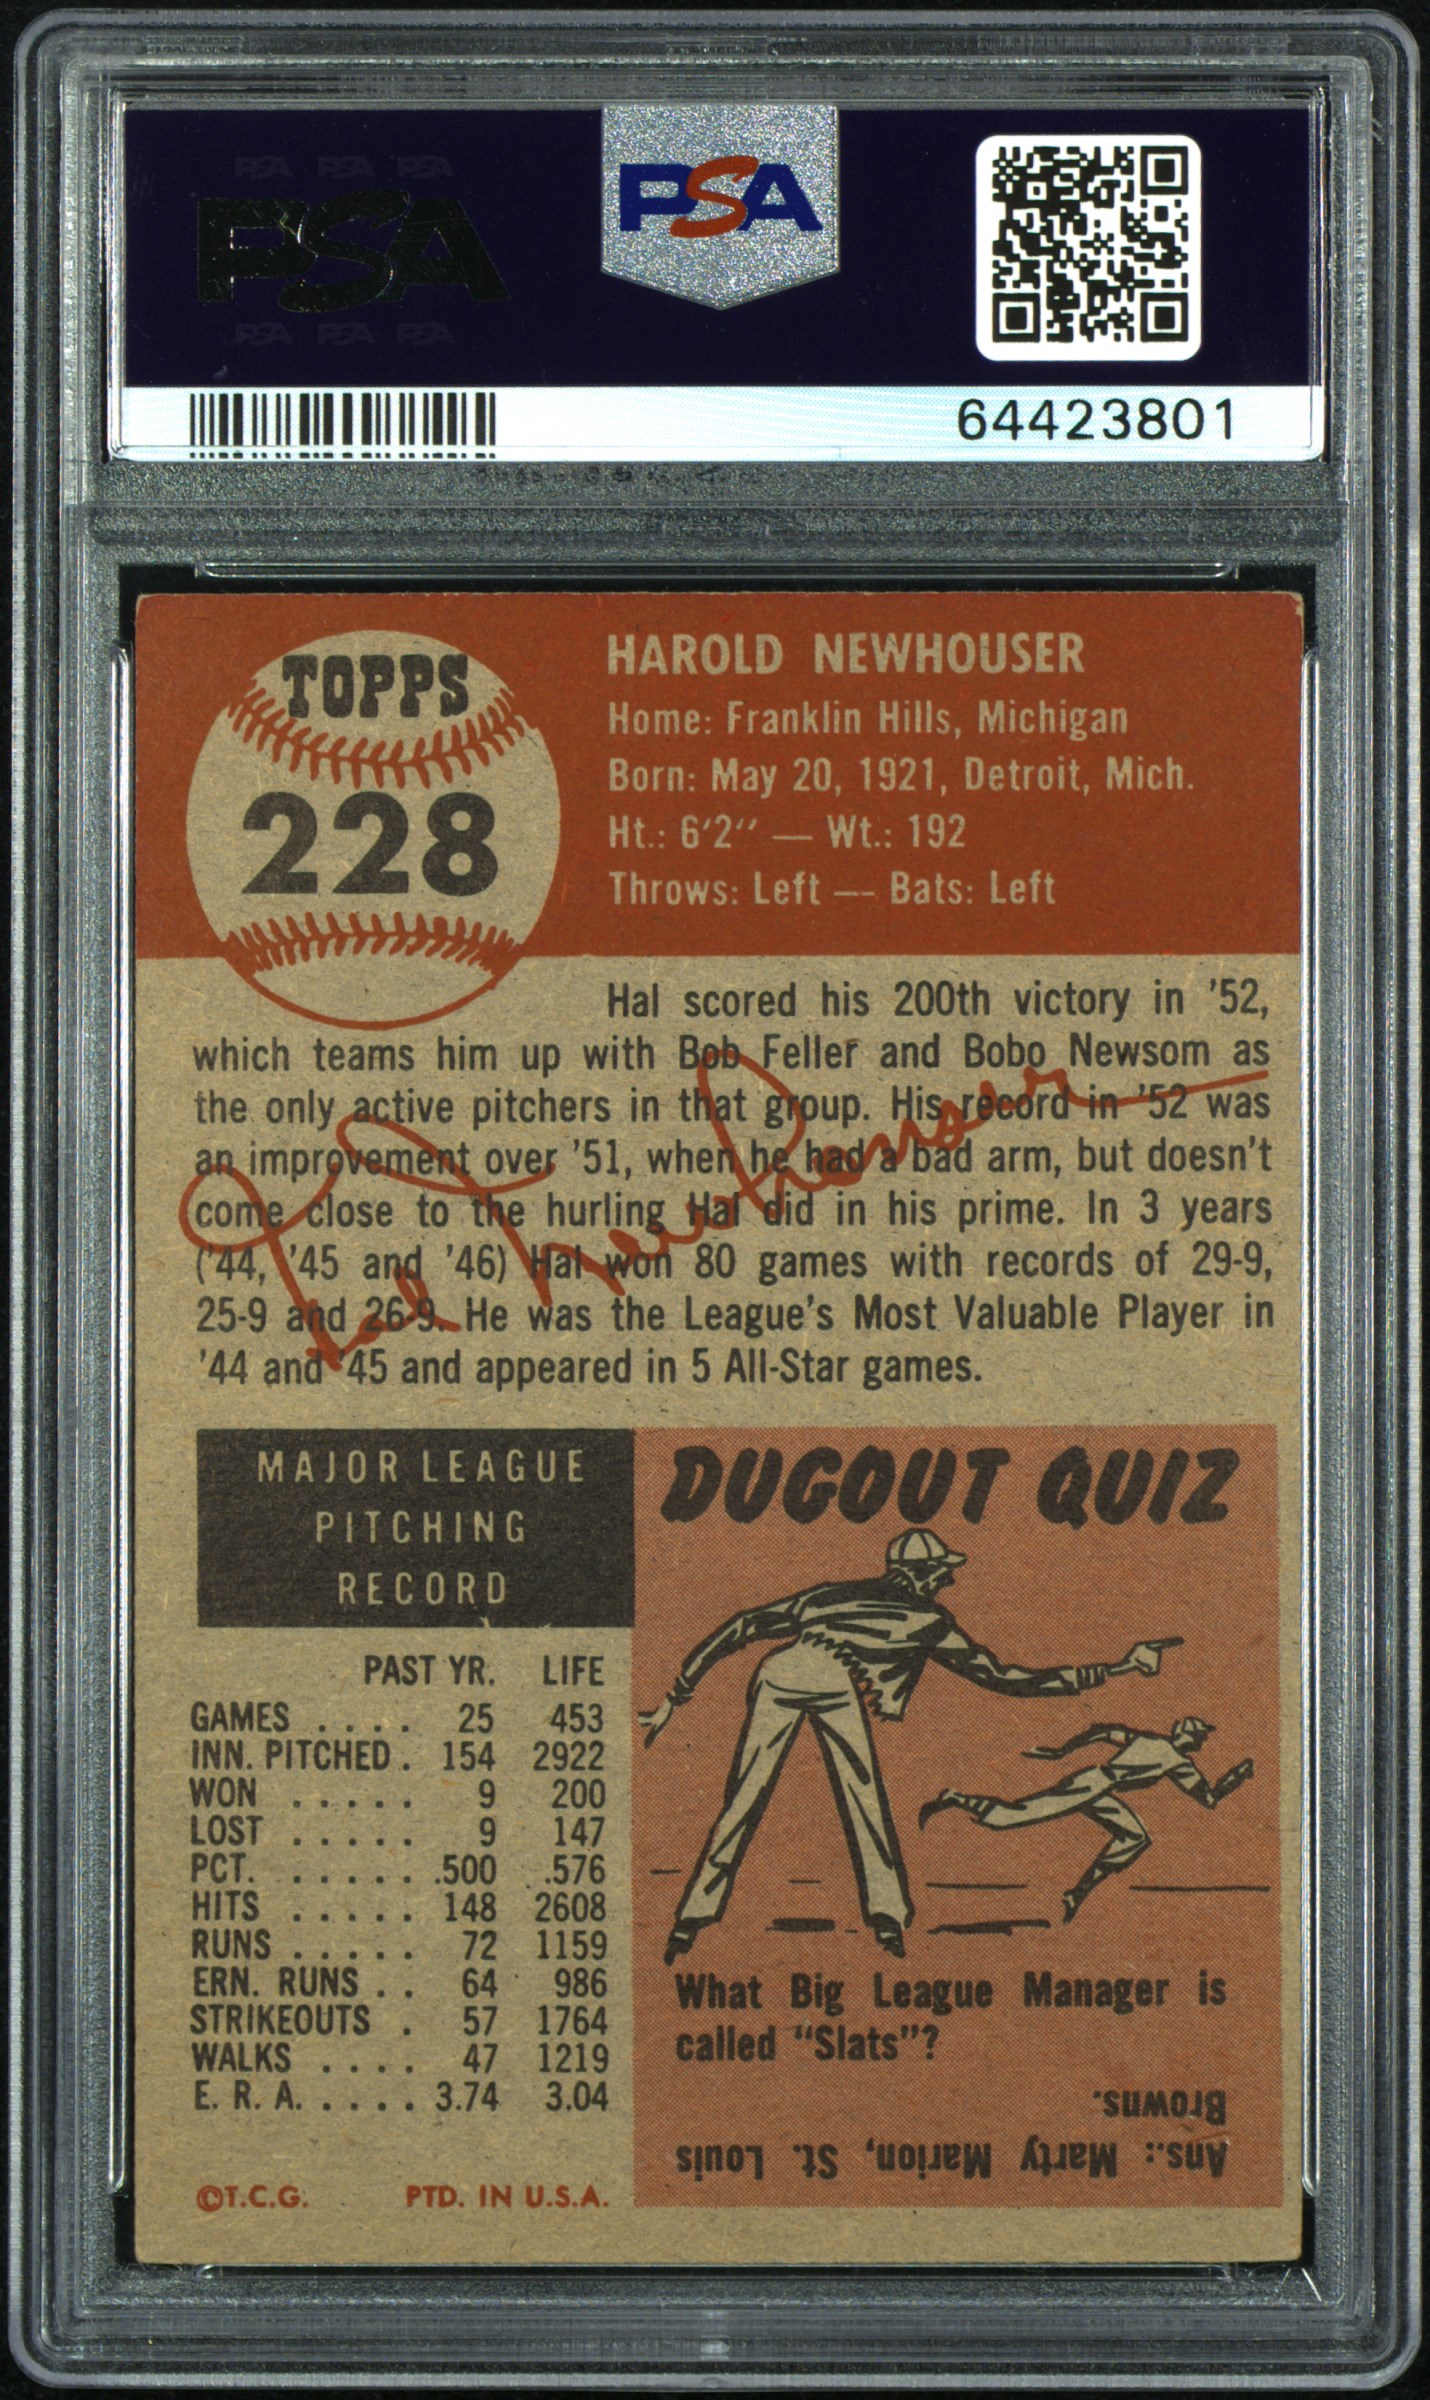 PSA PSA PSA
PSA
PSA PSA PSA
PSA
64423801
TOPPS
228
HAROLD NEWHOUSER
Home: Franklin Hills, Michigan
Born: May 20, 1921, Detroit, Mich.
Ht.: 6'2'' — Wt.: 192
Throws: Left — Bats: Left
Hal scored his 200th victory in '52,
which teams him up with Bob Feller and Bobo Newsom as
the only active pitchers in that group. His record in '52 was
an improvement over '51, when he had a bad arm, but doesn't
come close to the hurling Hal did in his prime. In 3 years
('44, '45 and '46) Hal won 80 games with records of 29-9,
25-9 and 26-9. He was the League's Most Valuable Player in
'44 and '45 and appeared in 5 All-Star games.
Hal Newhouser
MAJOR LEAGUE
PITCHING
RECORD
PAST YR. LIFE
GAMES .... 25 453
INN. PITCHED . 154 2922
WON ..... 9 200
LOST ..... 9 147
PCT. ...... .500 .576
HITS ..... 148 2608
RUNS ..... 72 1159
ERN. RUNS .. 64 986
STRIKEOUTS . 57 1764
WALKS .... 47 1219
E. R. A. ..... 3.74 3.04
©T.C.G. PTD. IN U.S.A.
DUGOUT QUIZ
What Big League Manager is
called "Slats"?
Ans.: Marty Marion, St. Louis
Browns.